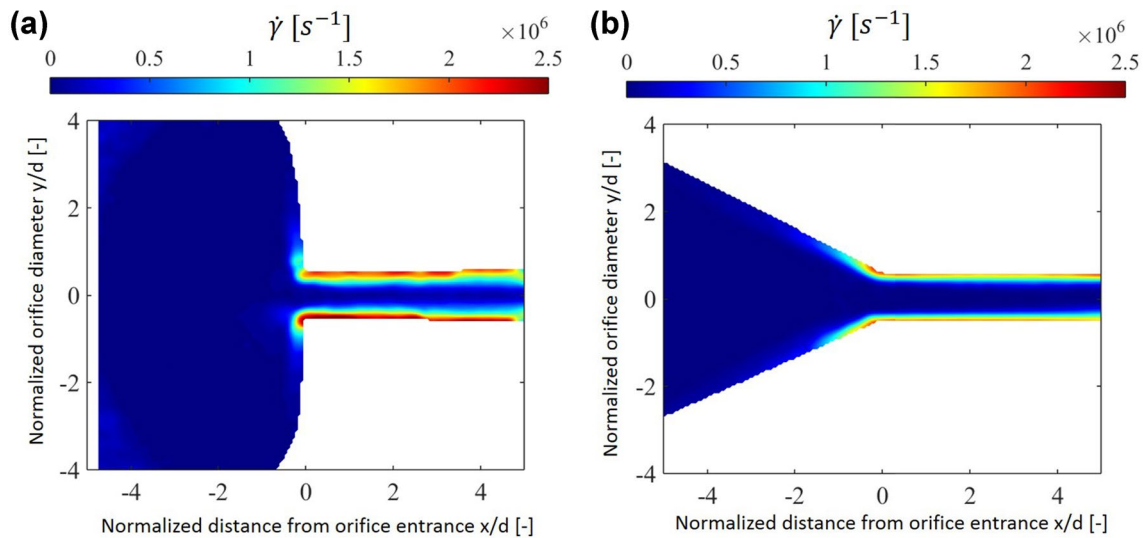 (a)
γ̇ [s⁻¹]
×10⁶
0 0.5 1 1.5 2 2.5
4
2
0
-2
-4
-4 -2 0 2 4
Normalized orifice diameter y/d [-]
Normalized distance from orifice entrance x/d [-]
(b)
γ̇ [s⁻¹]
×10⁶
0 0.5 1 1.5 2 2.5
4
2
0
-2
-4
-4 -2 0 2 4
Normalized orifice diameter y/d [-]
Normalized distance from orifice entrance x/d [-]